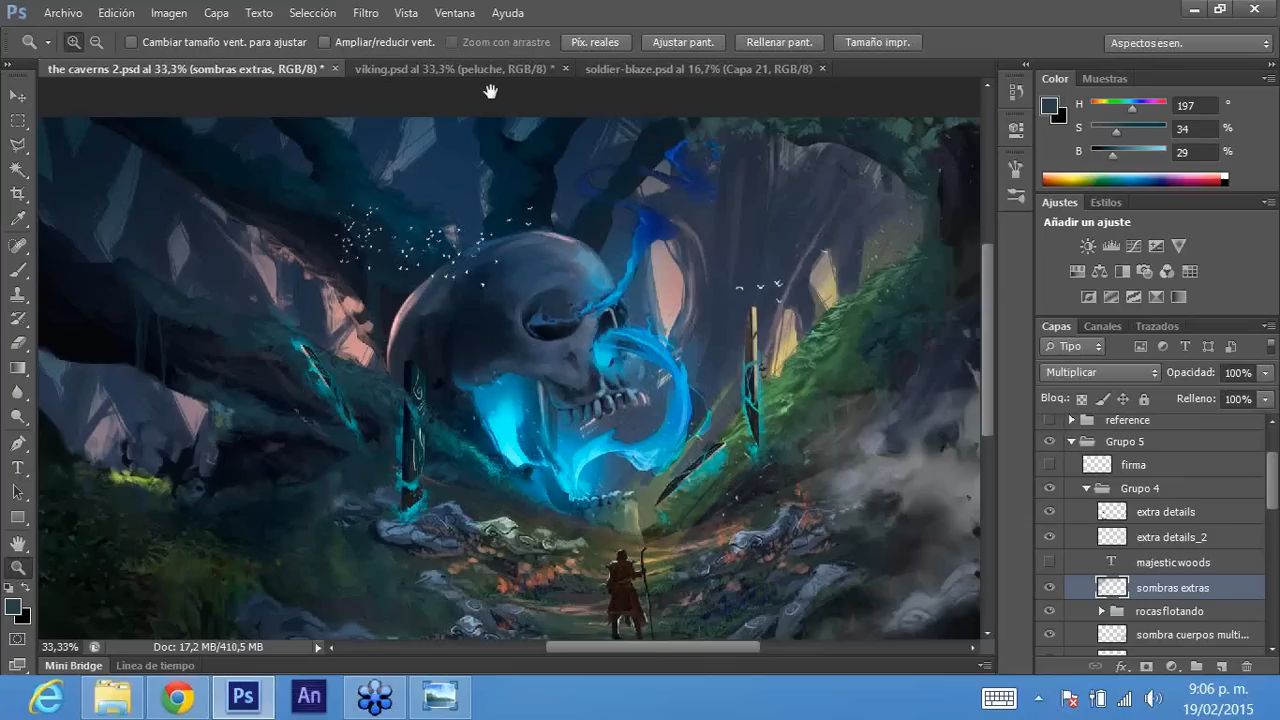 Ps Archivo Edición Imagen Capa Texto Selección Filtro Vista Ventana Ayuda
Cambiar tamaño vent. para ajustar Ampliar/reducir vent. Zoom con arrastre Píx. reales Ajustar pant. Rellenar pant. Tamaño impr. Aspectos esen.
the caverns 2.psd al 33,3% (sombras extras, RGB/8) * × viking.psd al 33,3% (peluche, RGB/8) * × soldier-blaze.psd al 16,7% (Capa 21, RGB/8) ×
Color Muestras
H 197 °
S 34 %
B 29 %
Ajustes Estilos
Añadir un ajuste
Capas Canales Trazados
Tipo
Multiplicar Opacidad: 100%
Bloq.: Relleno: 100%
reference
Grupo 5
firma
Grupo 4
extra details
extra details_2
T majestic woods
sombras extras
rocas flotando
sombra cuerpos multi...
33,33% Doc: 17,2 MB/410,5 MB
Mini Bridge Línea de tiempo
Ps An
9:06 p. m.
19/02/2015